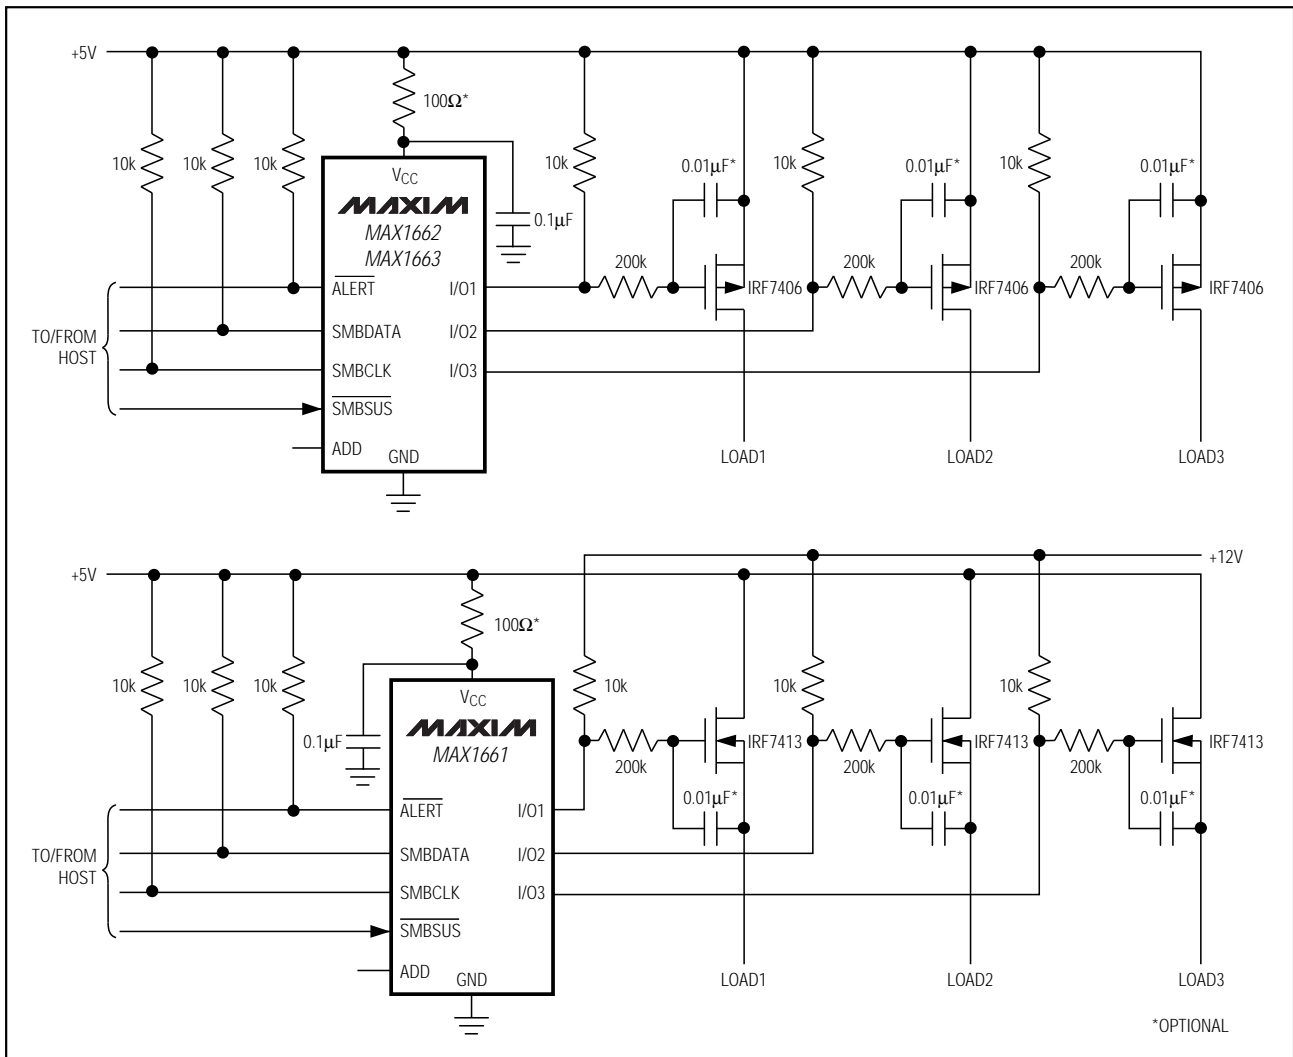 +5V
100Ω*
10k
10k
10k
10k
0.01µF*
10k
0.01µF*
10k
0.01µF*
VCC
MAXIM
0.1µF
MAX1662
MAX1663
200k
200k
200k
ALERT
I/O1
IRF7406
IRF7406
IRF7406
TO/FROM
HOST
SMBDATA
I/O2
SMBCLK
I/O3
SMBSUS
ADD
GND
LOAD1
LOAD2
LOAD3
+12V
+5V
100Ω*
10k
10k
10k
10k
10k
10k
VCC
MAXIM
0.1µF
MAX1661
IRF7413
IRF7413
IRF7413
200k
200k
200k
0.01µF*
0.01µF*
0.01µF*
ALERT
I/O1
TO/FROM
HOST
SMBDATA
I/O2
SMBCLK
I/O3
SMBSUS
ADD
GND
LOAD1
LOAD2
LOAD3
*OPTIONAL